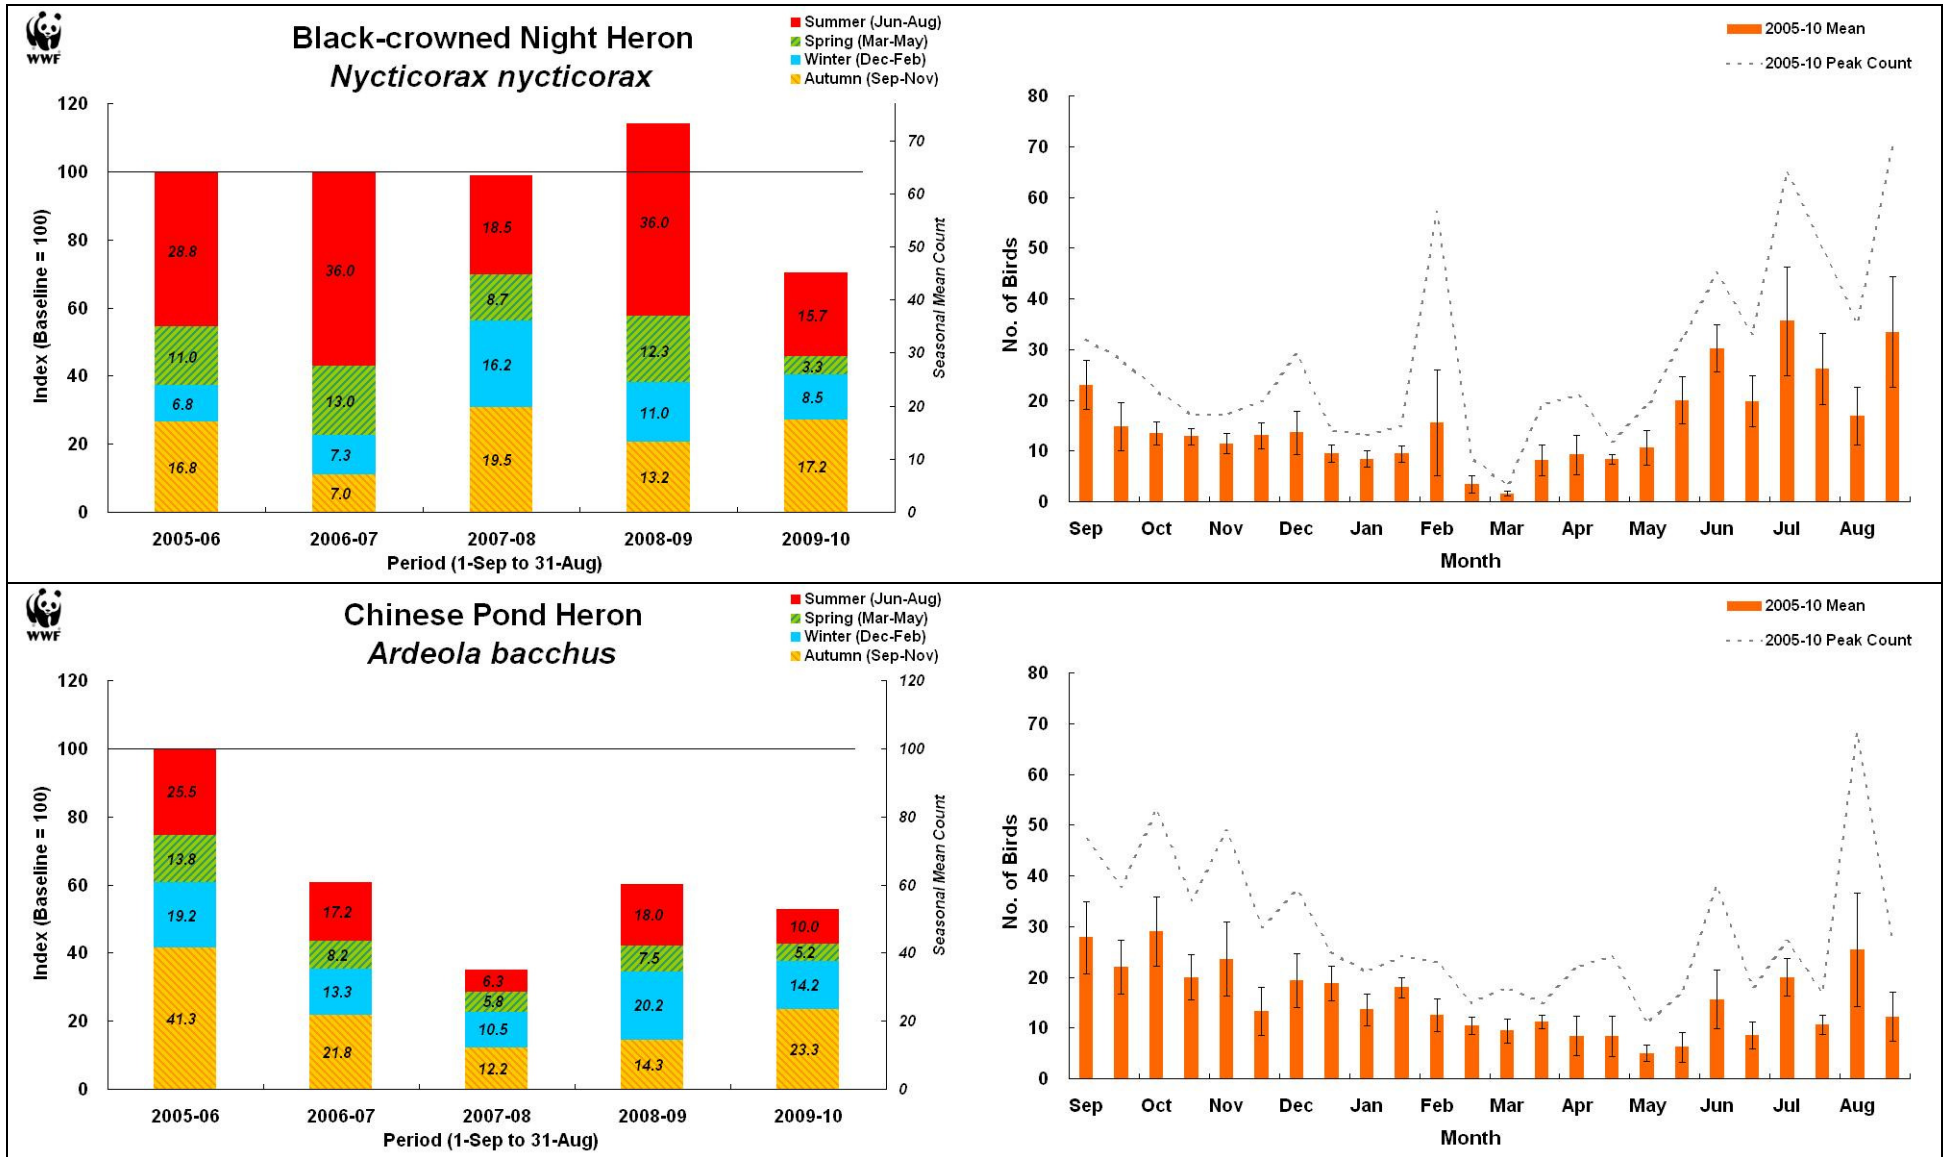 WWF
Black-crowned Night Heron
Nycticorax nycticorax
Summer (Jun-Aug)
Spring (Mar-May)
Winter (Dec-Feb)
Autumn (Sep-Nov)
Index (Baseline = 100)
120
100
80
60
40
20
0
28.8
11.0
6.8
16.8
36.0
13.0
7.3
7.0
18.5
8.7
16.2
19.5
36.0
12.3
11.0
13.2
15.7
3.3
8.5
17.2
70
60
50
40
30
20
10
0
Seasonal Mean Count
2005-06 2006-07 2007-08 2008-09 2009-10
Period (1-Sep to 31-Aug)
2005-10 Mean
2005-10 Peak Count
No. of Birds
80
70
60
50
40
30
20
10
0
Sep Oct Nov Dec Jan Feb Mar Apr May Jun Jul Aug
Month
WWF
Chinese Pond Heron
Ardeola bacchus
Summer (Jun-Aug)
Spring (Mar-May)
Winter (Dec-Feb)
Autumn (Sep-Nov)
Index (Baseline = 100)
120
100
80
60
40
20
0
25.5
13.8
19.2
41.3
17.2
8.2
13.3
21.8
6.3
5.8
10.5
12.2
18.0
7.5
20.2
14.3
10.0
5.2
14.2
23.3
120
100
80
60
40
20
0
Seasonal Mean Count
2005-06 2006-07 2007-08 2008-09 2009-10
Period (1-Sep to 31-Aug)
2005-10 Mean
2005-10 Peak Count
No. of Birds
80
70
60
50
40
30
20
10
0
Sep Oct Nov Dec Jan Feb Mar Apr May Jun Jul Aug
Month